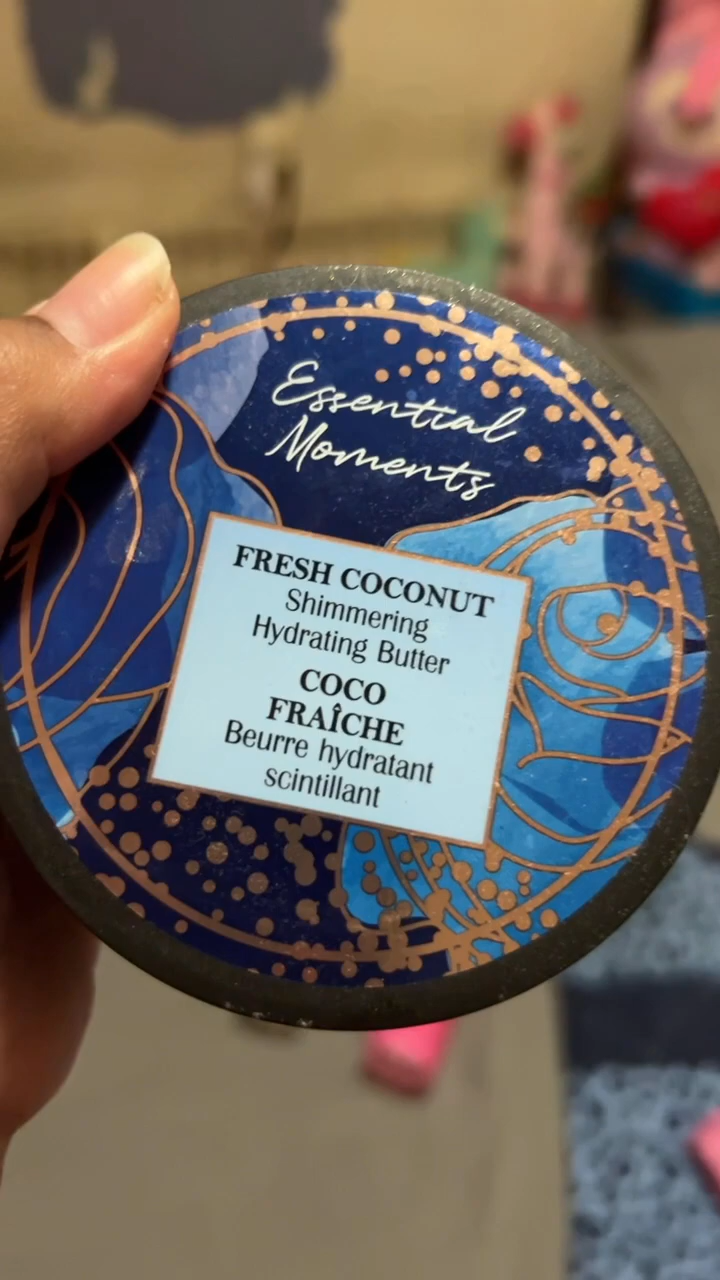 Essential
Moments
FRESH COCONUT
Shimmering
Hydrating Butter
COCO
FRAÎCHE
Beurre hydratant
scintillant